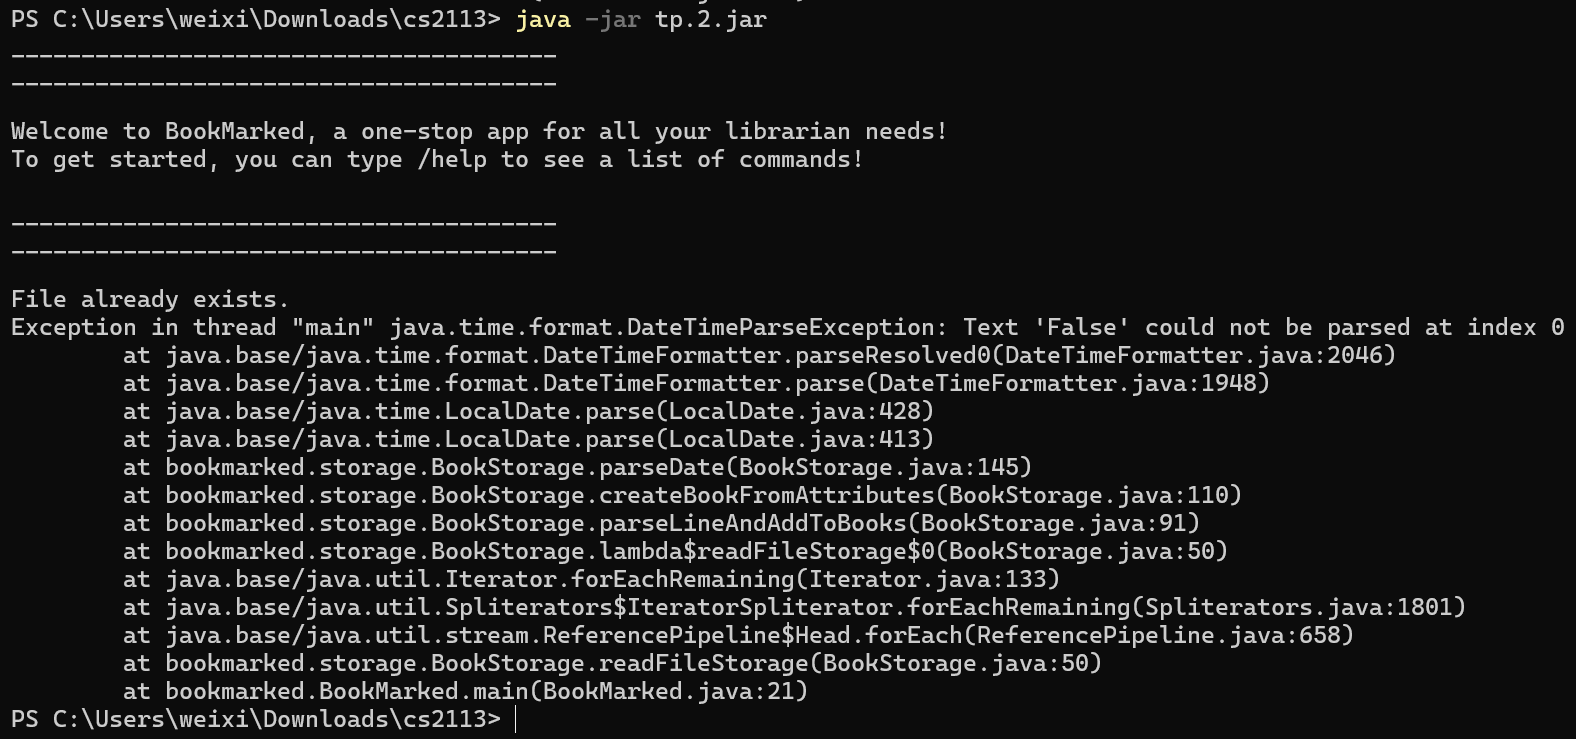 PS C:\Users\weixi\Downloads\cs2113> java -jar tp.2.jar
_______________________________________
_______________________________________
Welcome to BookMarked, a one-stop app for all your librarian needs!
To get started, you can type /help to see a list of commands!
_______________________________________
_______________________________________
File already exists.
Exception in thread "main" java.time.format.DateTimeParseException: Text 'False' could not be parsed at index 0
        at java.base/java.time.format.DateTimeFormatter.parseResolved0(DateTimeFormatter.java:2046)
        at java.base/java.time.format.DateTimeFormatter.parse(DateTimeFormatter.java:1948)
        at java.base/java.time.LocalDate.parse(LocalDate.java:428)
        at java.base/java.time.LocalDate.parse(LocalDate.java:413)
        at bookmarked.storage.BookStorage.parseDate(BookStorage.java:145)
        at bookmarked.storage.BookStorage.createBookFromAttributes(BookStorage.java:110)
        at bookmarked.storage.BookStorage.parseLineAndAddToBooks(BookStorage.java:91)
        at bookmarked.storage.BookStorage.lambda$readFileStorage$0(BookStorage.java:50)
        at java.base/java.util.Iterator.forEachRemaining(Iterator.java:133)
        at java.base/java.util.Spliterators$IteratorSpliterator.forEachRemaining(Spliterators.java:1801)
        at java.base/java.util.stream.ReferencePipeline$Head.forEach(ReferencePipeline.java:658)
        at bookmarked.storage.BookStorage.readFileStorage(BookStorage.java:50)
        at bookmarked.BookMarked.main(BookMarked.java:21)
PS C:\Users\weixi\Downloads\cs2113>